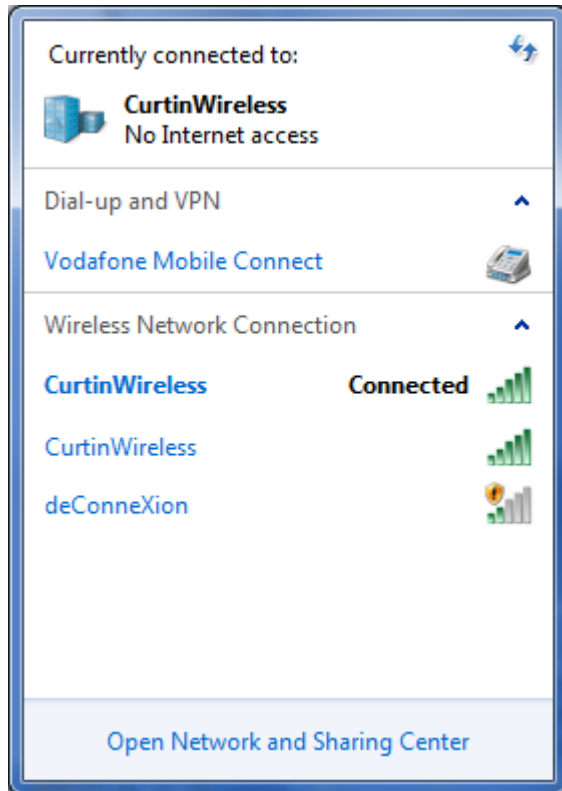 Currently connected to:
CurtinWireless
No Internet access
Dial-up and VPN
Vodafone Mobile Connect
Wireless Network Connection
CurtinWireless Connected
CurtinWireless
deConneXion
Open Network and Sharing Center